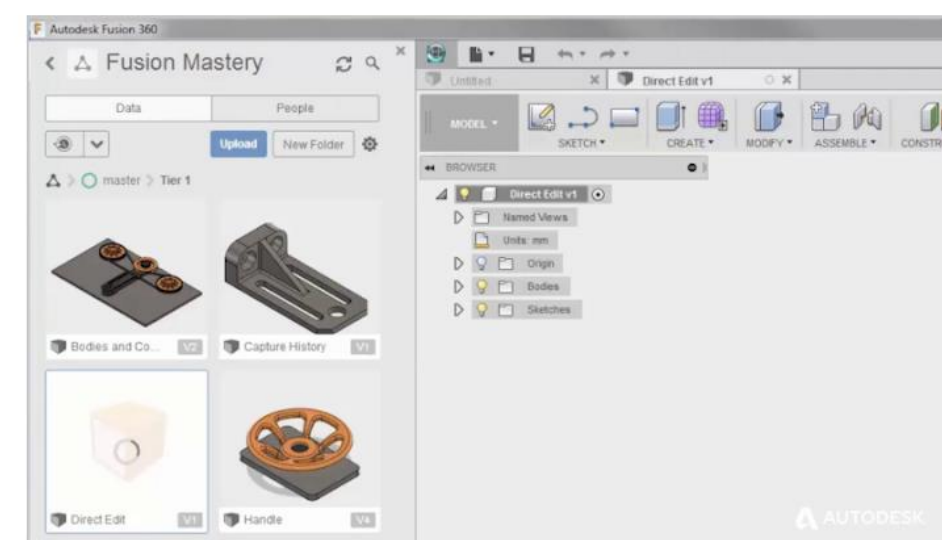 Autodesk Fusion 360
Fusion Mastery
Data People
Upload New Folder
master > Tier 1
Bodies and Co... V2
Capture History V1
Direct Edit V1
Handle V4
Untitled
Direct Edit v1
MODEL
SKETCH
CREATE
MODIFY
ASSEMBLE
CONSTR
BROWSER
Direct Edit v1
Named Views
Units: mm
Origin
Bodies
Sketches
AUTODESK